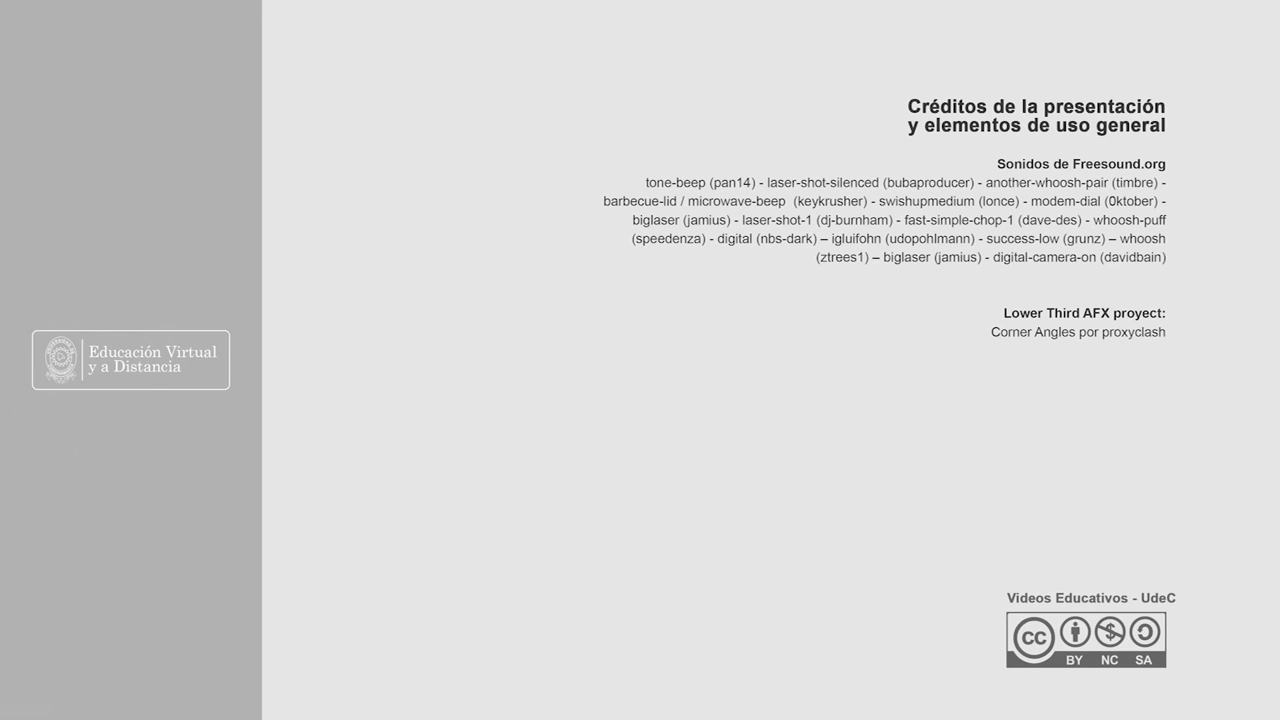 Créditos de la presentación
y elementos de uso general
Sonidos de Freesound.org
tone-beep (pan14) - laser-shot-silenced (bubaproducer) - another-whoosh-pair (timbre) -
barbecue-lid / microwave-beep (keykrusher) - swishupmedium (lonce) - modem-dial (0ktober) -
biglaser (jamius) - laser-shot-1 (dj-burnham) - fast-simple-chop-1 (dave-des) - whoosh-puff
(speedenza) - digital (nbs-dark) – igluifohn (udopohlmann) - success-low (grunz) – whoosh
(ztrees1) – biglaser (jamius) - digital-camera-on (davidbain)
Lower Third AFX proyect:
Corner Angles por proxyclash
Educación Virtual
y a Distancia
Videos Educativos - UdeC
CC
BY NC SA